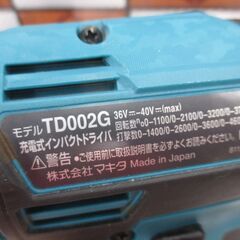 モデル TD002G 36V⎓40V⎓(max)
充電式インパクトドライバ 回転数 0-1100/0-2100/0-3200/0-
打撃数 0-1400/0-2600/0-3600/0-
警告 •ご使用前に取扱説明書を必ずよくお読みくださ
株式会社 マキタ Made in Japan